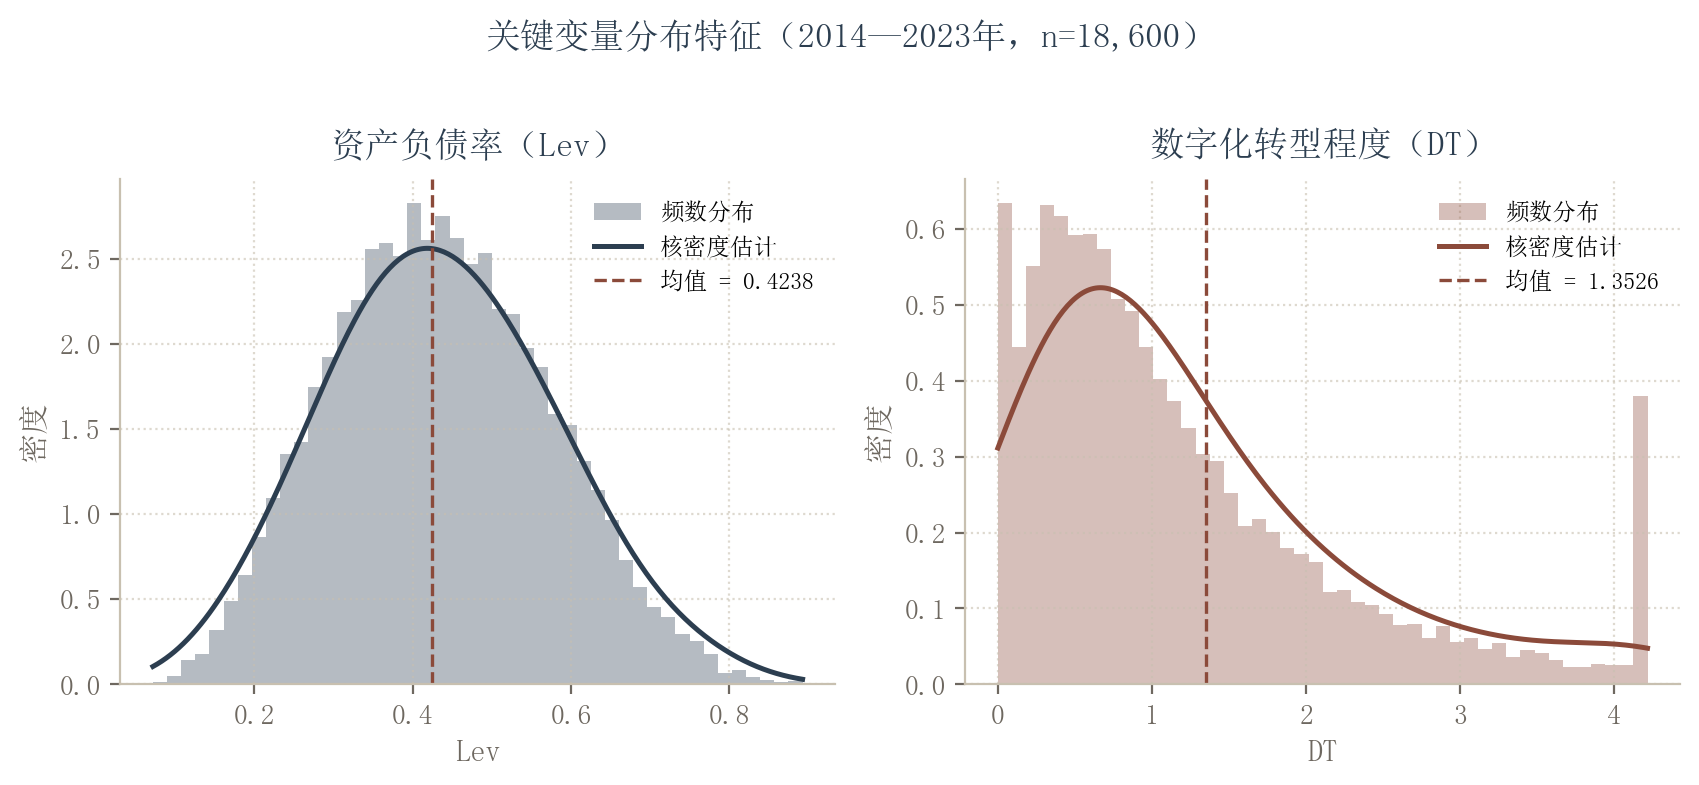 关键变量分布特征（2014—2023年，n=18,600）
资产负债率（Lev）
频数分布
核密度估计
均值 = 0.4238
密度
2.5
2.0
1.5
1.0
0.5
0.0
0.2 0.4 0.6 0.8
Lev
数字化转型程度（DT）
频数分布
核密度估计
均值 = 1.3526
密度
0.6
0.5
0.4
0.3
0.2
0.1
0.0
0 1 2 3 4
DT